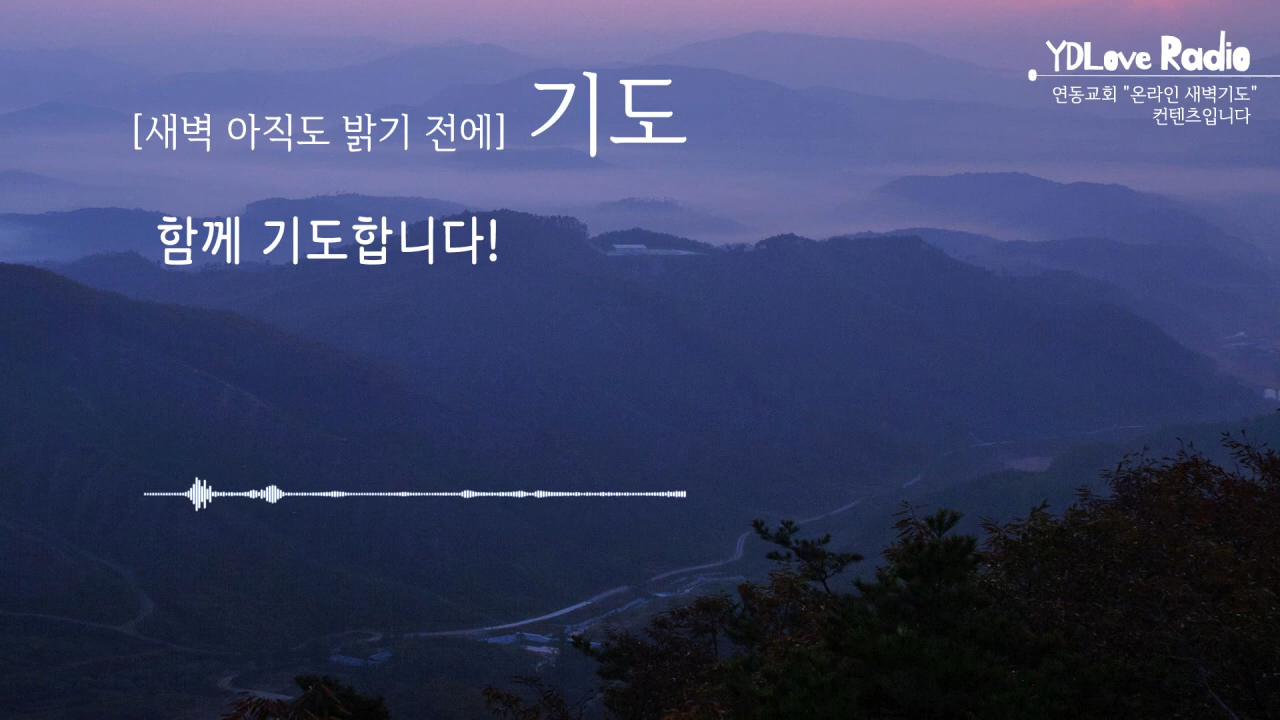 YDLove Radio
연동교회 "온라인 새벽기도"
컨텐츠입니다
[새벽 아직도 밝기 전에] 기도
함께 기도합니다!